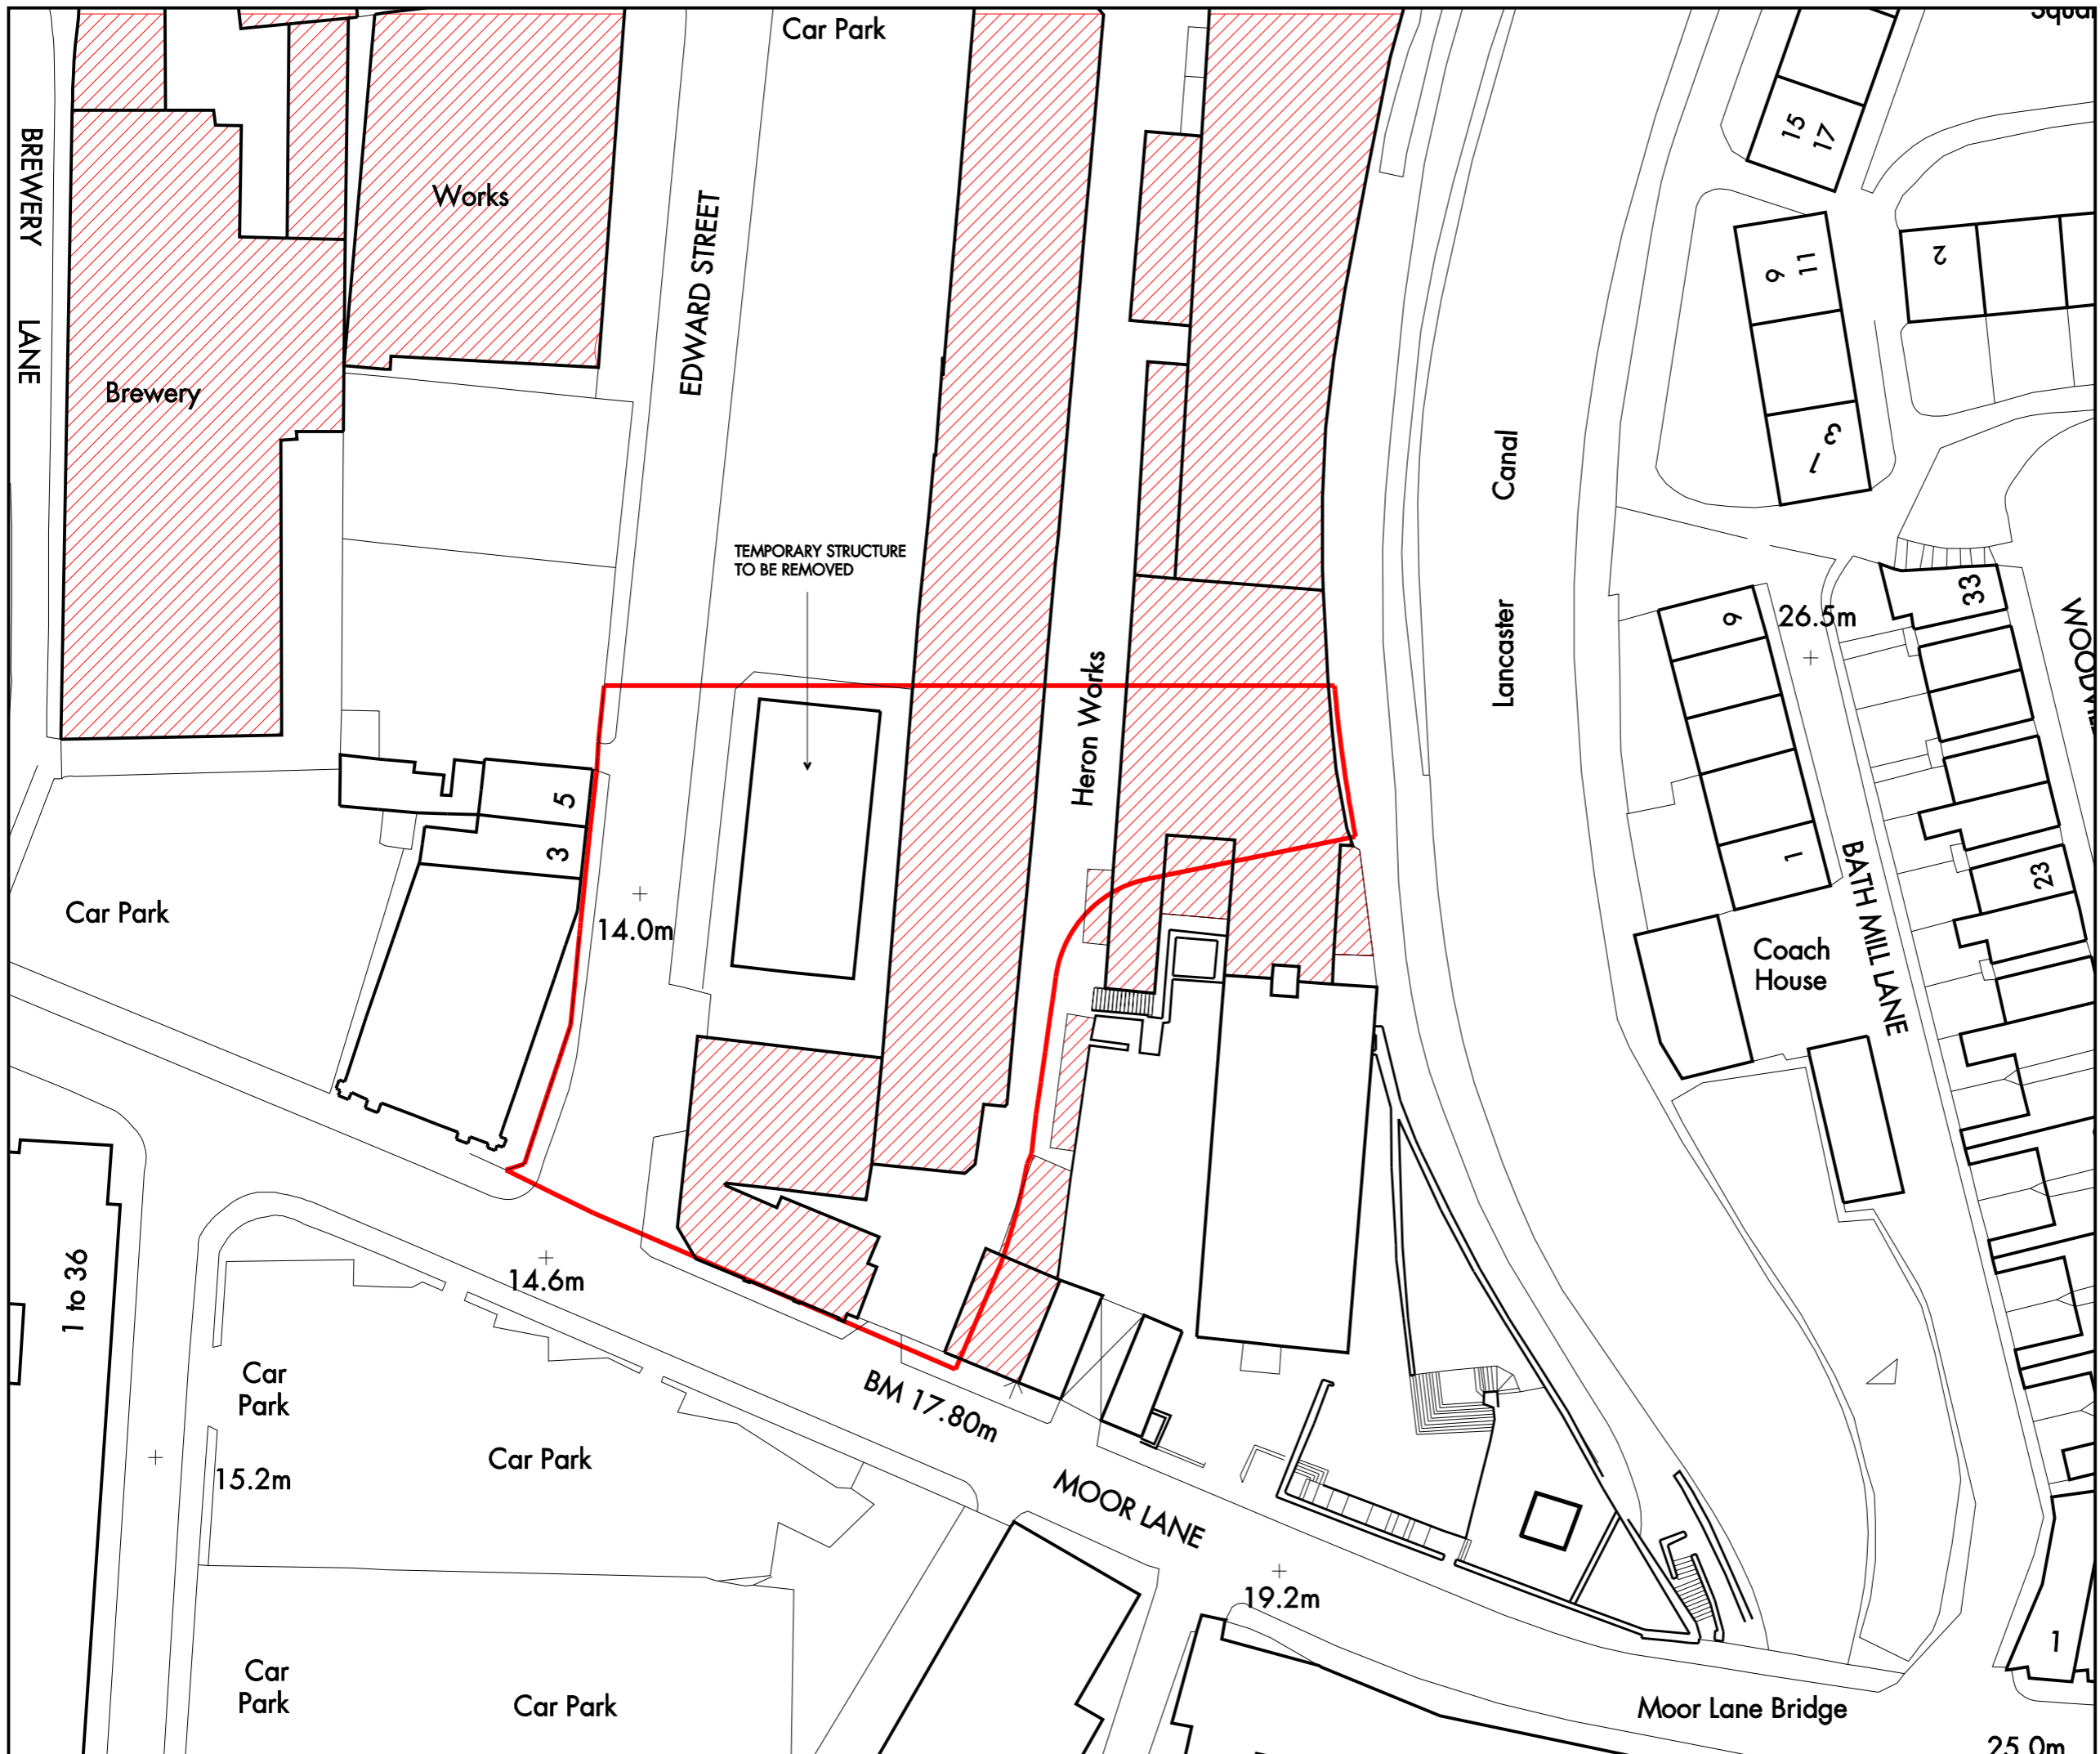 Car Park
15
17
BREWERY LANE
Works
EDWARD STREET
9
11
2
Brewery
3
1
Canal
Lancaster
TEMPORARY STRUCTURE
TO BE REMOVED
33
9
26.5m
Heron Works
5
3
1
23
BATH MILL LANE
Car Park
14.0m
Coach
House
1 to 36
14.6m
Car
Park
BM 17.80m
Car Park
15.2m
MOOR LANE
19.2m
1
Car
Park
Car Park
Moor Lane Bridge
25.0m